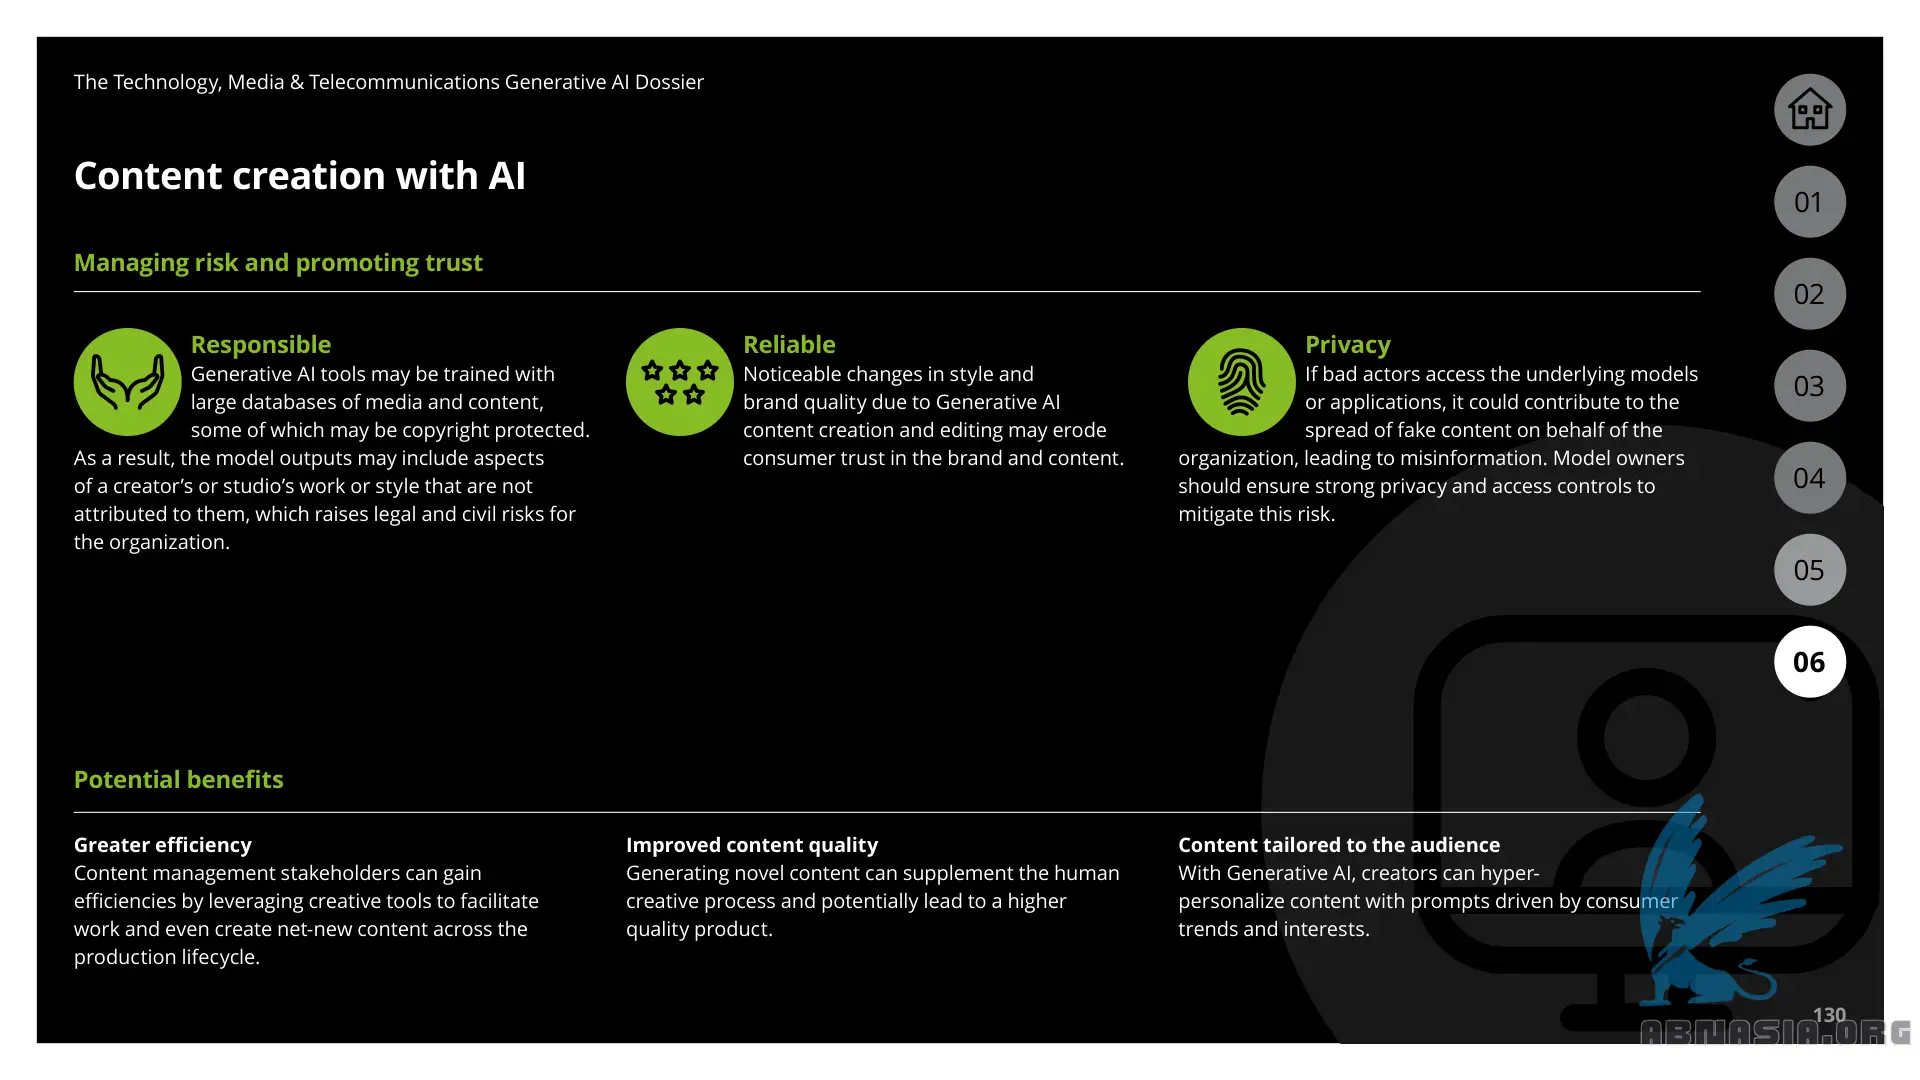 The Technology, Media & Telecommunications Generative AI Dossier
Content creation with AI
Managing risk and promoting trust
Responsible
Generative AI tools may be trained with
large databases of media and content,
some of which may be copyright protected.
As a result, the model outputs may include aspects
of a creator’s or studio’s work or style that are not
attributed to them, which raises legal and civil risks for
the organization.
Reliable
Noticeable changes in style and
brand quality due to Generative AI
content creation and editing may erode
consumer trust in the brand and content.
Privacy
If bad actors access the underlying models
or applications, it could contribute to the
spread of fake content on behalf of the
organization, leading to misinformation. Model owners
should ensure strong privacy and access controls to
mitigate this risk.
Potential benefits
Greater efficiency
Content management stakeholders can gain
efficiencies by leveraging creative tools to facilitate
work and even create net-new content across the
production lifecycle.
Improved content quality
Generating novel content can supplement the human
creative process and potentially lead to a higher
quality product.
Content tailored to the audience
With Generative AI, creators can hyper-
personalize content with prompts driven by consumer
trends and interests.
01
02
03
04
05
06
130
ABMASIA.ORG